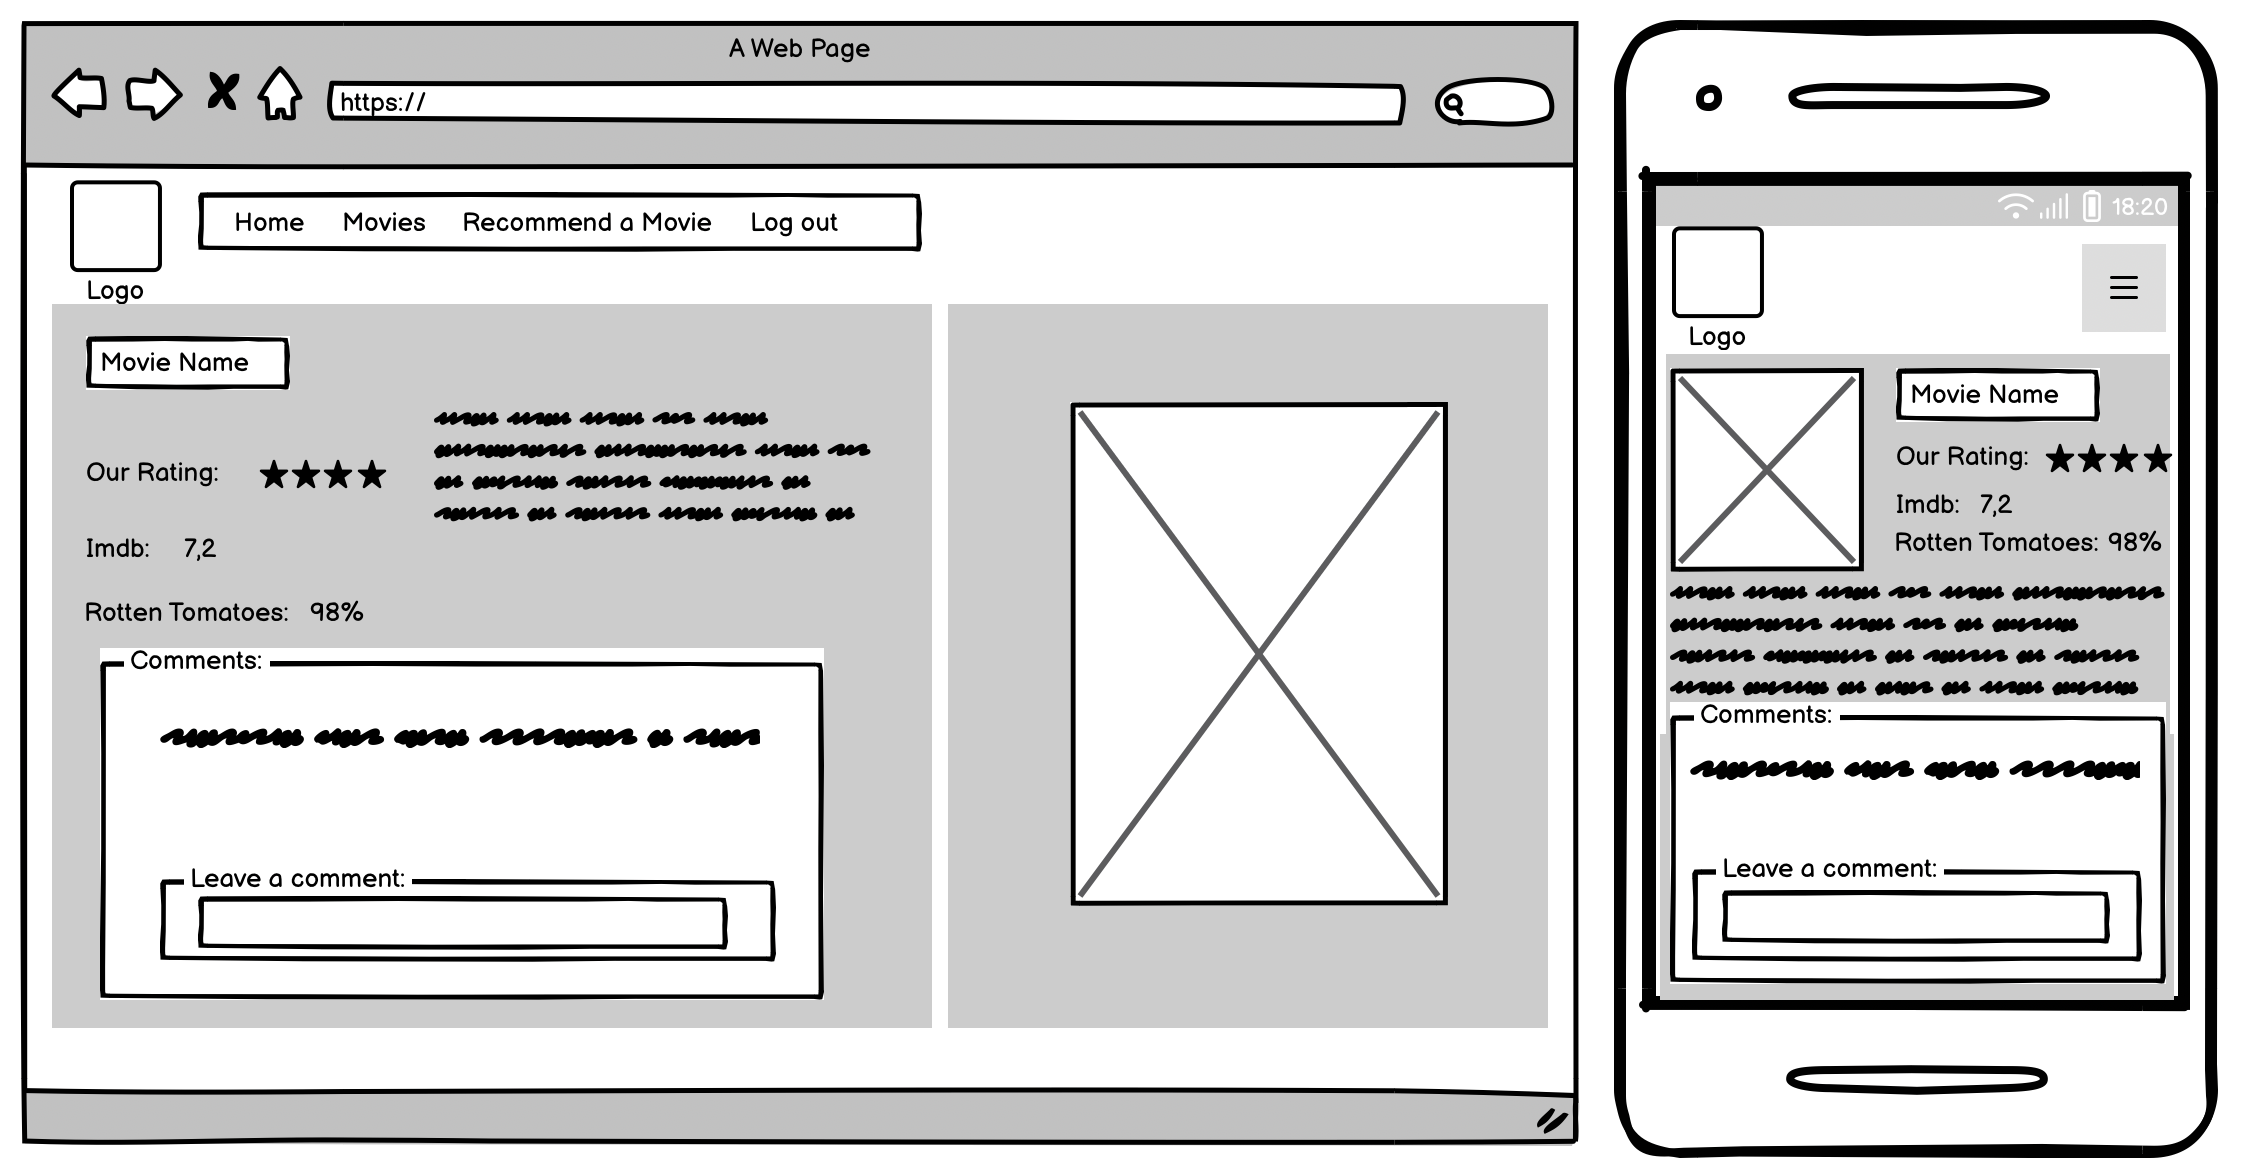 A Web Page
https://
Home Movies Recommend a Movie Log out
Logo
Movie Name
Our Rating: ★★★★
Imdb: 7,2
Rotten Tomatoes: 98%
Comments:
Leave a comment:
18:20
Logo
Movie Name
Our Rating: ★★★★
Imdb: 7,2
Rotten Tomatoes: 98%
Comments:
Leave a comment: